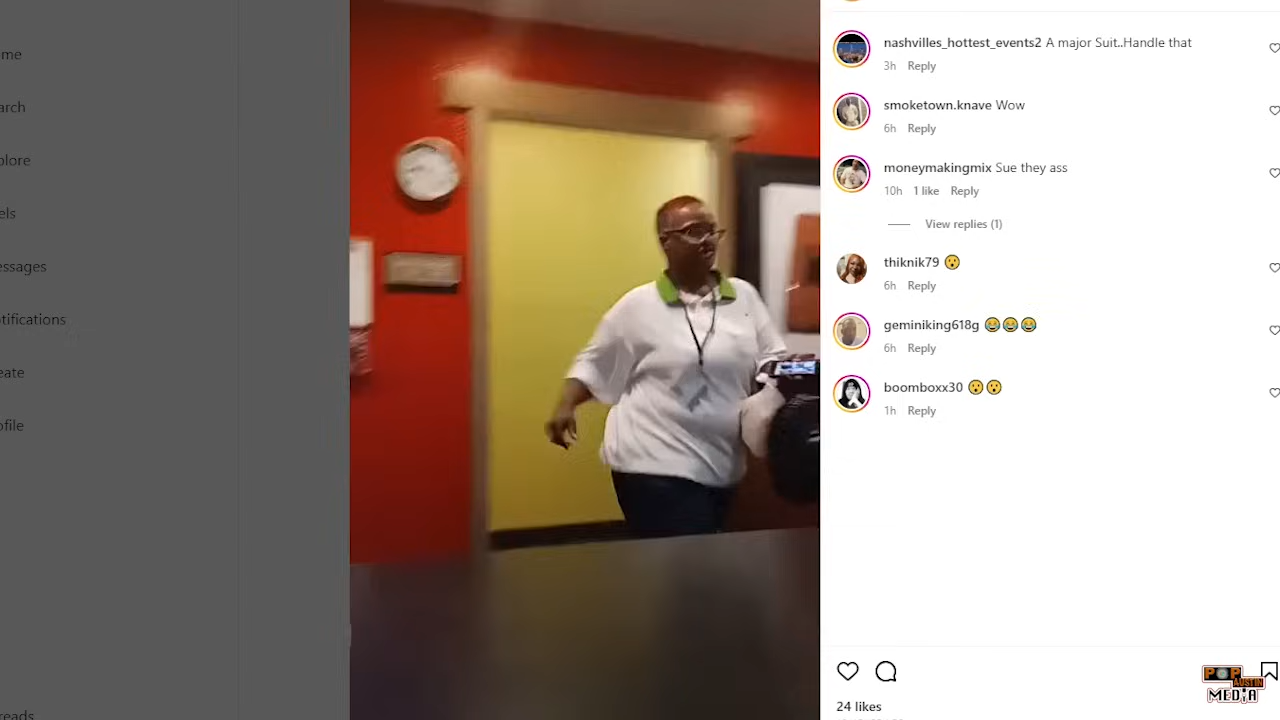 me
arch
plore
els
essages
otifications
eate
ofile
reads
nashvilles_hottest_events2 A major Suit..Handle that
3h Reply
smoketown.knave Wow
6h Reply
moneymakingmix Sue they ass
10h 1 like Reply
View replies (1)
thiknik79 😮
6h Reply
geminiking618g 😂😂😂
6h Reply
boomboxx30 😮😮
1h Reply
24 likes
POP
AUSTIN
MEDIA